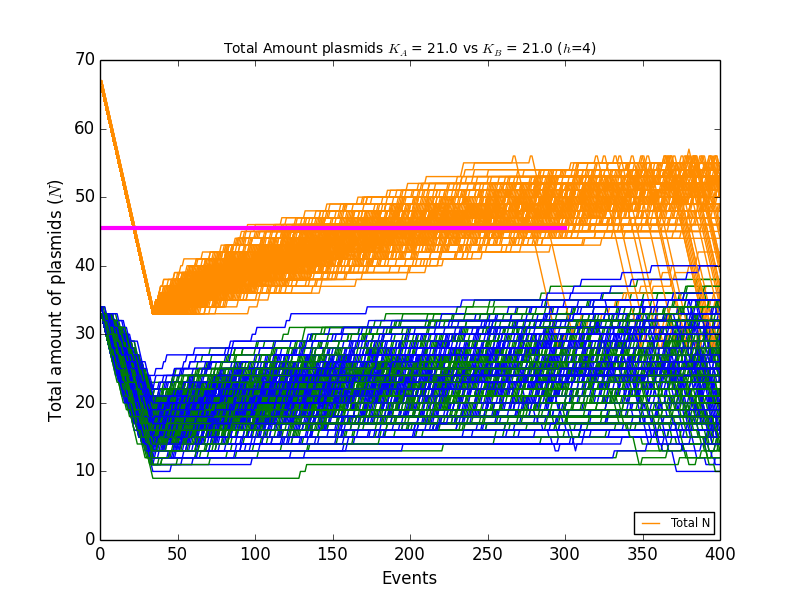 Total Amount plasmids K_A = 21.0 vs K_B = 21.0 (h=4)
70
60
50
40
30
20
10
0
Total amount of plasmids (N)
Total N
0 50 100 150 200 250 300 350 400
Events